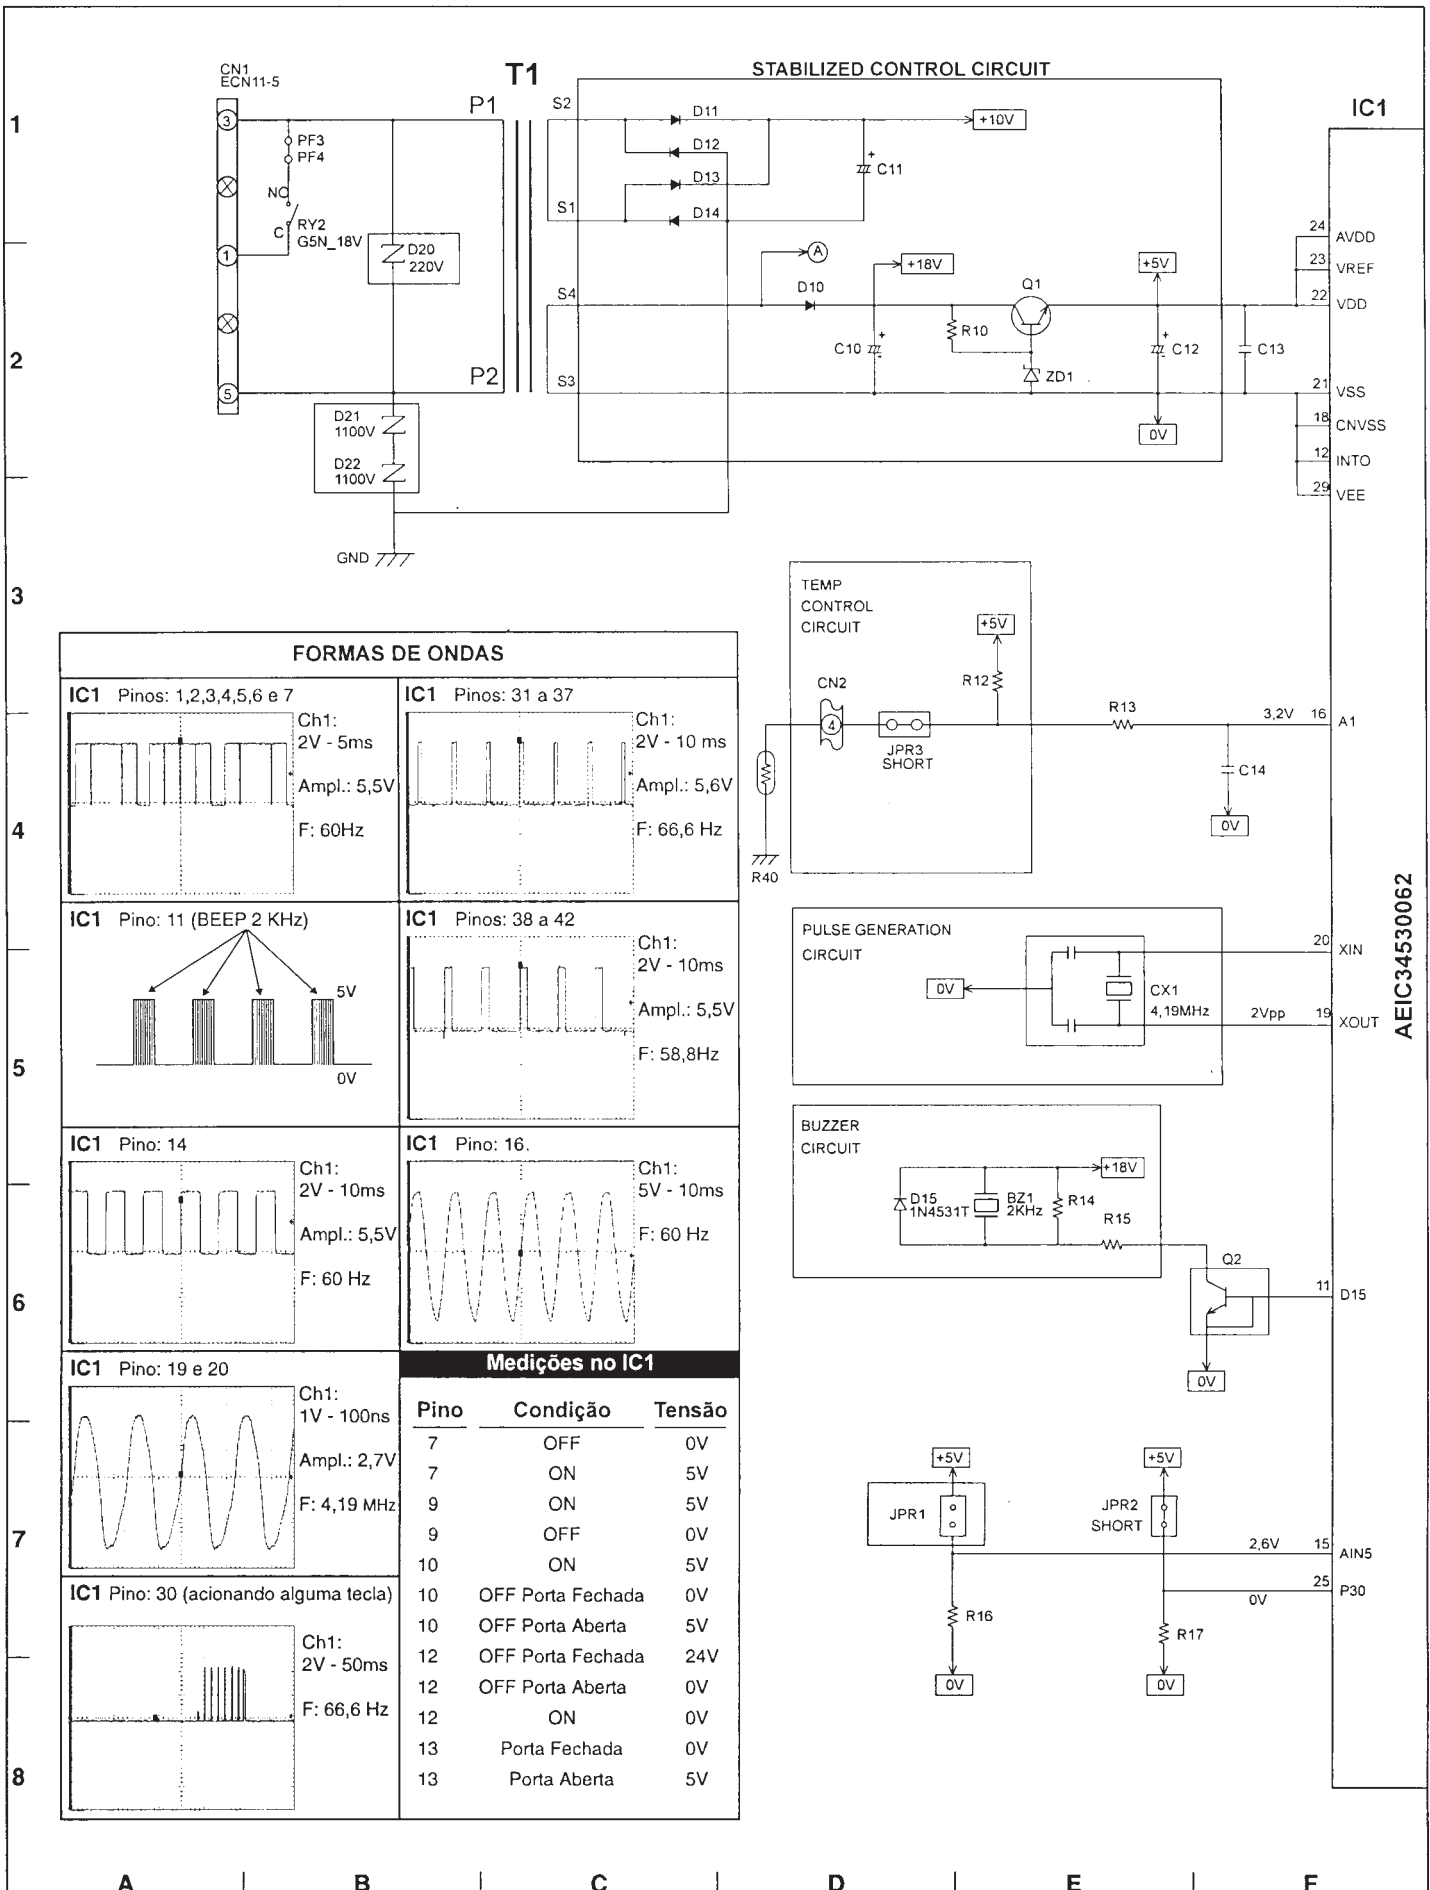 CN1
ECN11-5
T1
STABILIZED CONTROL CIRCUIT
IC1
1
3
P1
S2
D11
+10V
PF3
PF4
D12
D13
C11
NC
C
RY2
G5N_18V
S1
D14
1
D20
220V
A
+18V
+5V
24
AVDD
23
VREF
22
VDD
S4
D10
Q1
2
C10
R10
C12
C13
P2
S3
ZD1
5
21
VSS
D21
1100V
0V
18
CNVSS
D22
1100V
12
INTO
29
VEE
GND
3
TEMP
CONTROL
CIRCUIT
+5V
R12
CN2
4
JPR3
SHORT
R13
3,2V
16
A1
C14
0V
R40
4
FORMAS DE ONDAS
IC1 Pinos: 1,2,3,4,5,6 e 7
Ch1:
2V - 5ms
Ampl.: 5,5V
F: 60Hz
IC1 Pinos: 31 a 37
Ch1:
2V - 10 ms
Ampl.: 5,6V
F: 66,6 Hz
IC1 Pino: 11 (BEEP 2 KHz)
5V
0V
IC1 Pinos: 38 a 42
Ch1:
2V - 10ms
Ampl.: 5,5V
F: 58,8Hz
5
PULSE GENERATION
CIRCUIT
0V
CX1
4,19MHz
20
XIN
2Vpp
19
XOUT
AEIC34530062
IC1 Pino: 14
Ch1:
2V - 10ms
Ampl.: 5,5V
F: 60 Hz
IC1 Pino: 16.
Ch1:
5V - 10ms
F: 60 Hz
6
BUZZER
CIRCUIT
+18V
D15
1N4531T
BZ1
2KHz
R14
R15
Q2
11
D15
0V
IC1 Pino: 19 e 20
Ch1:
1V - 100ns
Ampl.: 2,7V
F: 4,19 MHz
7
IC1 Pino: 30 (acionando alguma tecla)
Ch1:
2V - 50ms
F: 66,6 Hz
8
Medições no IC1
Pino Condição Tensão
7 OFF 0V
7 ON 5V
9 ON 5V
9 OFF 0V
10 ON 5V
10 OFF Porta Fechada 0V
10 OFF Porta Aberta 5V
12 OFF Porta Fechada 24V
12 OFF Porta Aberta 0V
12 ON 0V
13 Porta Fechada 0V
13 Porta Aberta 5V
+5V
+5V
JPR1
JPR2
SHORT
2,6V
15
AIN5
25
P30
0V
R16
R17
0V
0V
A B C D E F